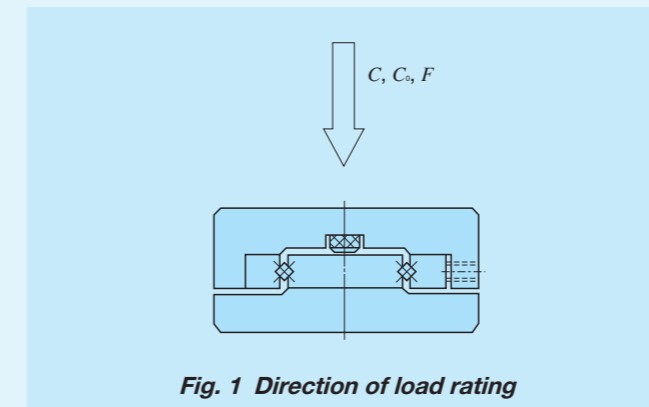 C, C₀, F
Fig. 1 Direction of load rating